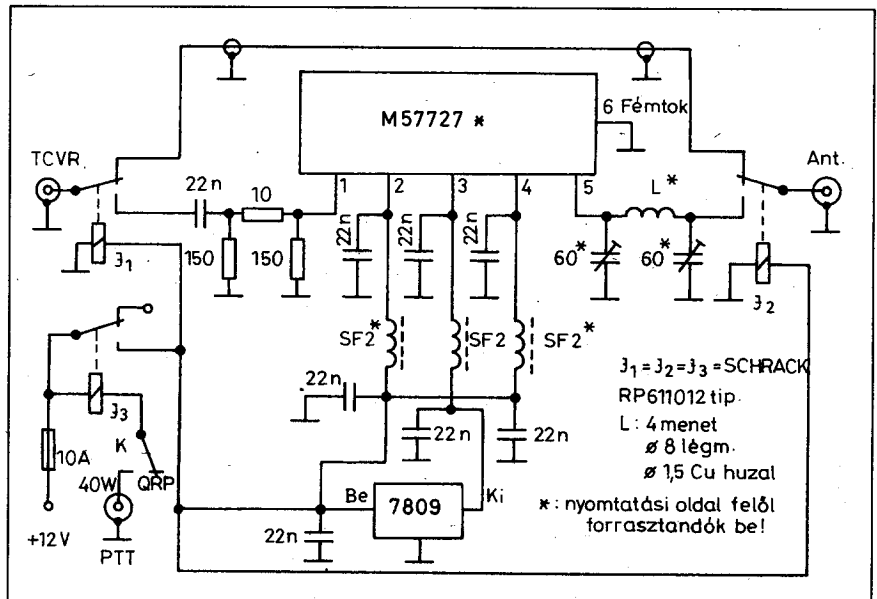 M57727 *
6 Fémtok
TCVR.
Ant.
22n
10
1
2
3
4
5
L*
150
150
22n
22n
22n
60*
60*
J1
J2
SF2*
SF2
SF2*
22n
J3
K
10A
40W
QRP
+12V
PTT
22n
22n
Be
7809
Ki
22n
J1=J2=J3=SCHRACK
RP611012 tip.
L: 4 menet
ø 8 légm.
ø 1,5 Cu huzal
*: nyomtatási oldal felől
forrasztandók be!